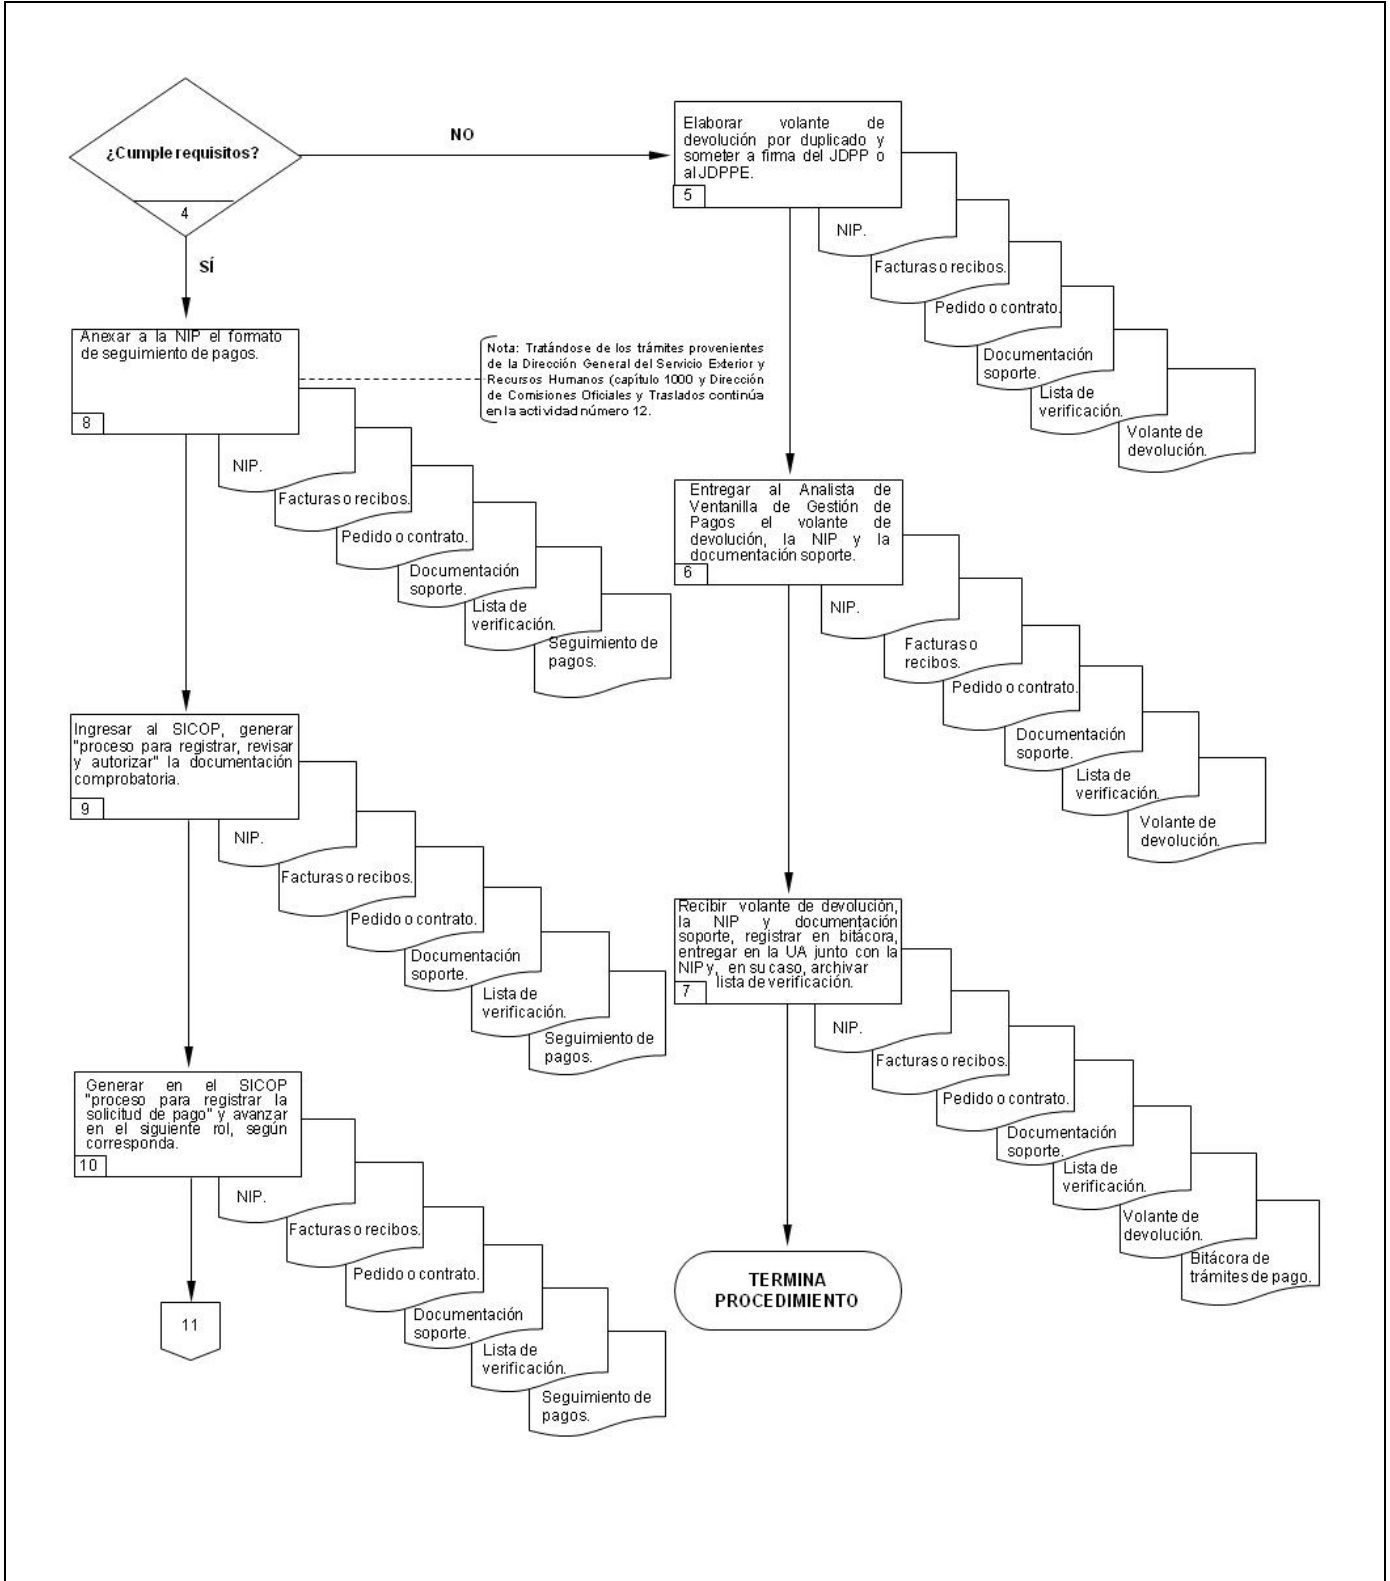 ¿Cumple requisitos?
4
NO
SÍ
Elaborar volante de
devolución por duplicado y
someter a firma del JDPP o
al JDPPE.
5
NIP.
Facturas o recibos.
Pedido o contrato.
Documentación
soporte.
Lista de
verificación.
Volante de
devolución.
Anexar a la NIP el formato
de seguimiento de pagos.
8
Nota: Tratándose de los trámites provenientes
de la Dirección General del Servicio Exterior y
Recursos Humanos (capítulo 1000 y Dirección
de Comisiones Oficiales y Traslados continúa
en la actividad número 12.
NIP.
Facturas o recibos.
Pedido o contrato.
Documentación
soporte.
Lista de
verificación.
Seguimiento de
pagos.
Entregar al Analista de
Ventanilla de Gestión de
Pagos el volante de
devolución, la NIP y la
documentación soporte.
6
NIP.
Facturas o
recibos.
Pedido o contrato.
Documentación
soporte.
Lista de
verificación.
Volante de
devolución.
Ingresar al SICOP, generar
"proceso para registrar, revisar
y autorizar" la documentación
comprobatoria.
9
NIP.
Facturas o recibos.
Pedido o contrato.
Documentación
soporte.
Lista de
verificación.
Seguimiento de
pagos.
Recibir volante de devolución,
la NIP y documentación
soporte, registrar en bitácora,
entregar en la UA junto con la
NIP y, en su caso, archivar
lista de verificación.
7
NIP.
Facturas o recibos.
Pedido o contrato.
Documentación
soporte.
Lista de
verificación.
Volante de
devolución.
Bitácora de
trámites de pago.
Generar en el SICOP
"proceso para registrar la
solicitud de pago" y avanzar
en el siguiente rol, según
corresponda.
10
NIP.
Facturas o recibos.
Pedido o contrato.
Documentación
soporte.
Lista de
verificación.
Seguimiento de
pagos.
11
TERMINA
PROCEDIMIENTO